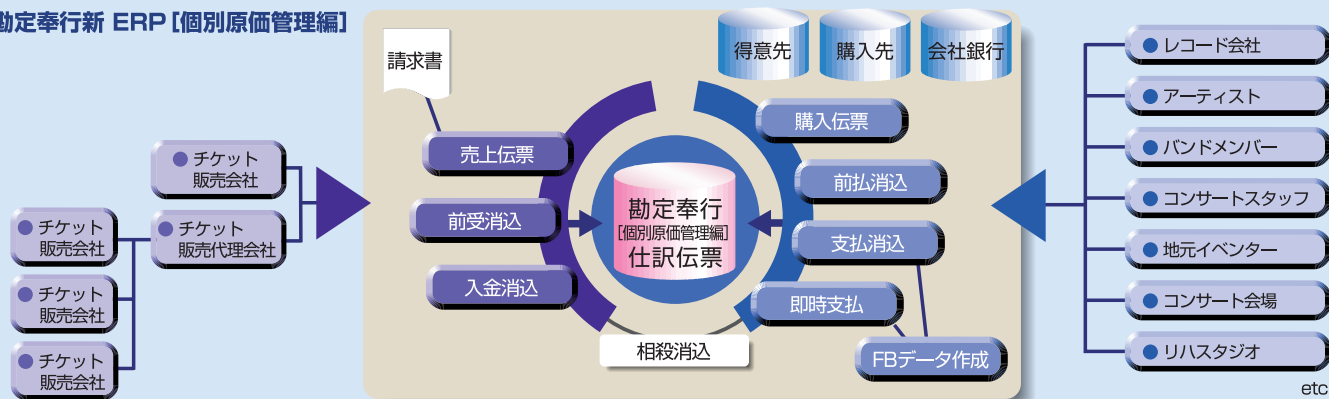 勘定奉行新 ERP [個別原価管理編]
請求書
得意先
購入先
会社銀行
売上伝票
前受消込
入金消込
勘定奉行
[個別原価管理編]
仕訳伝票
購入伝票
前払消込
支払消込
即時支払
FBデータ作成
相殺消込
チケット
販売会社
チケット
販売代理会社
チケット
販売会社
チケット
販売会社
チケット
販売会社
レコード会社
アーティスト
バンドメンバー
コンサートスタッフ
地元イベンター
コンサート会場
リハスタジオ
etc